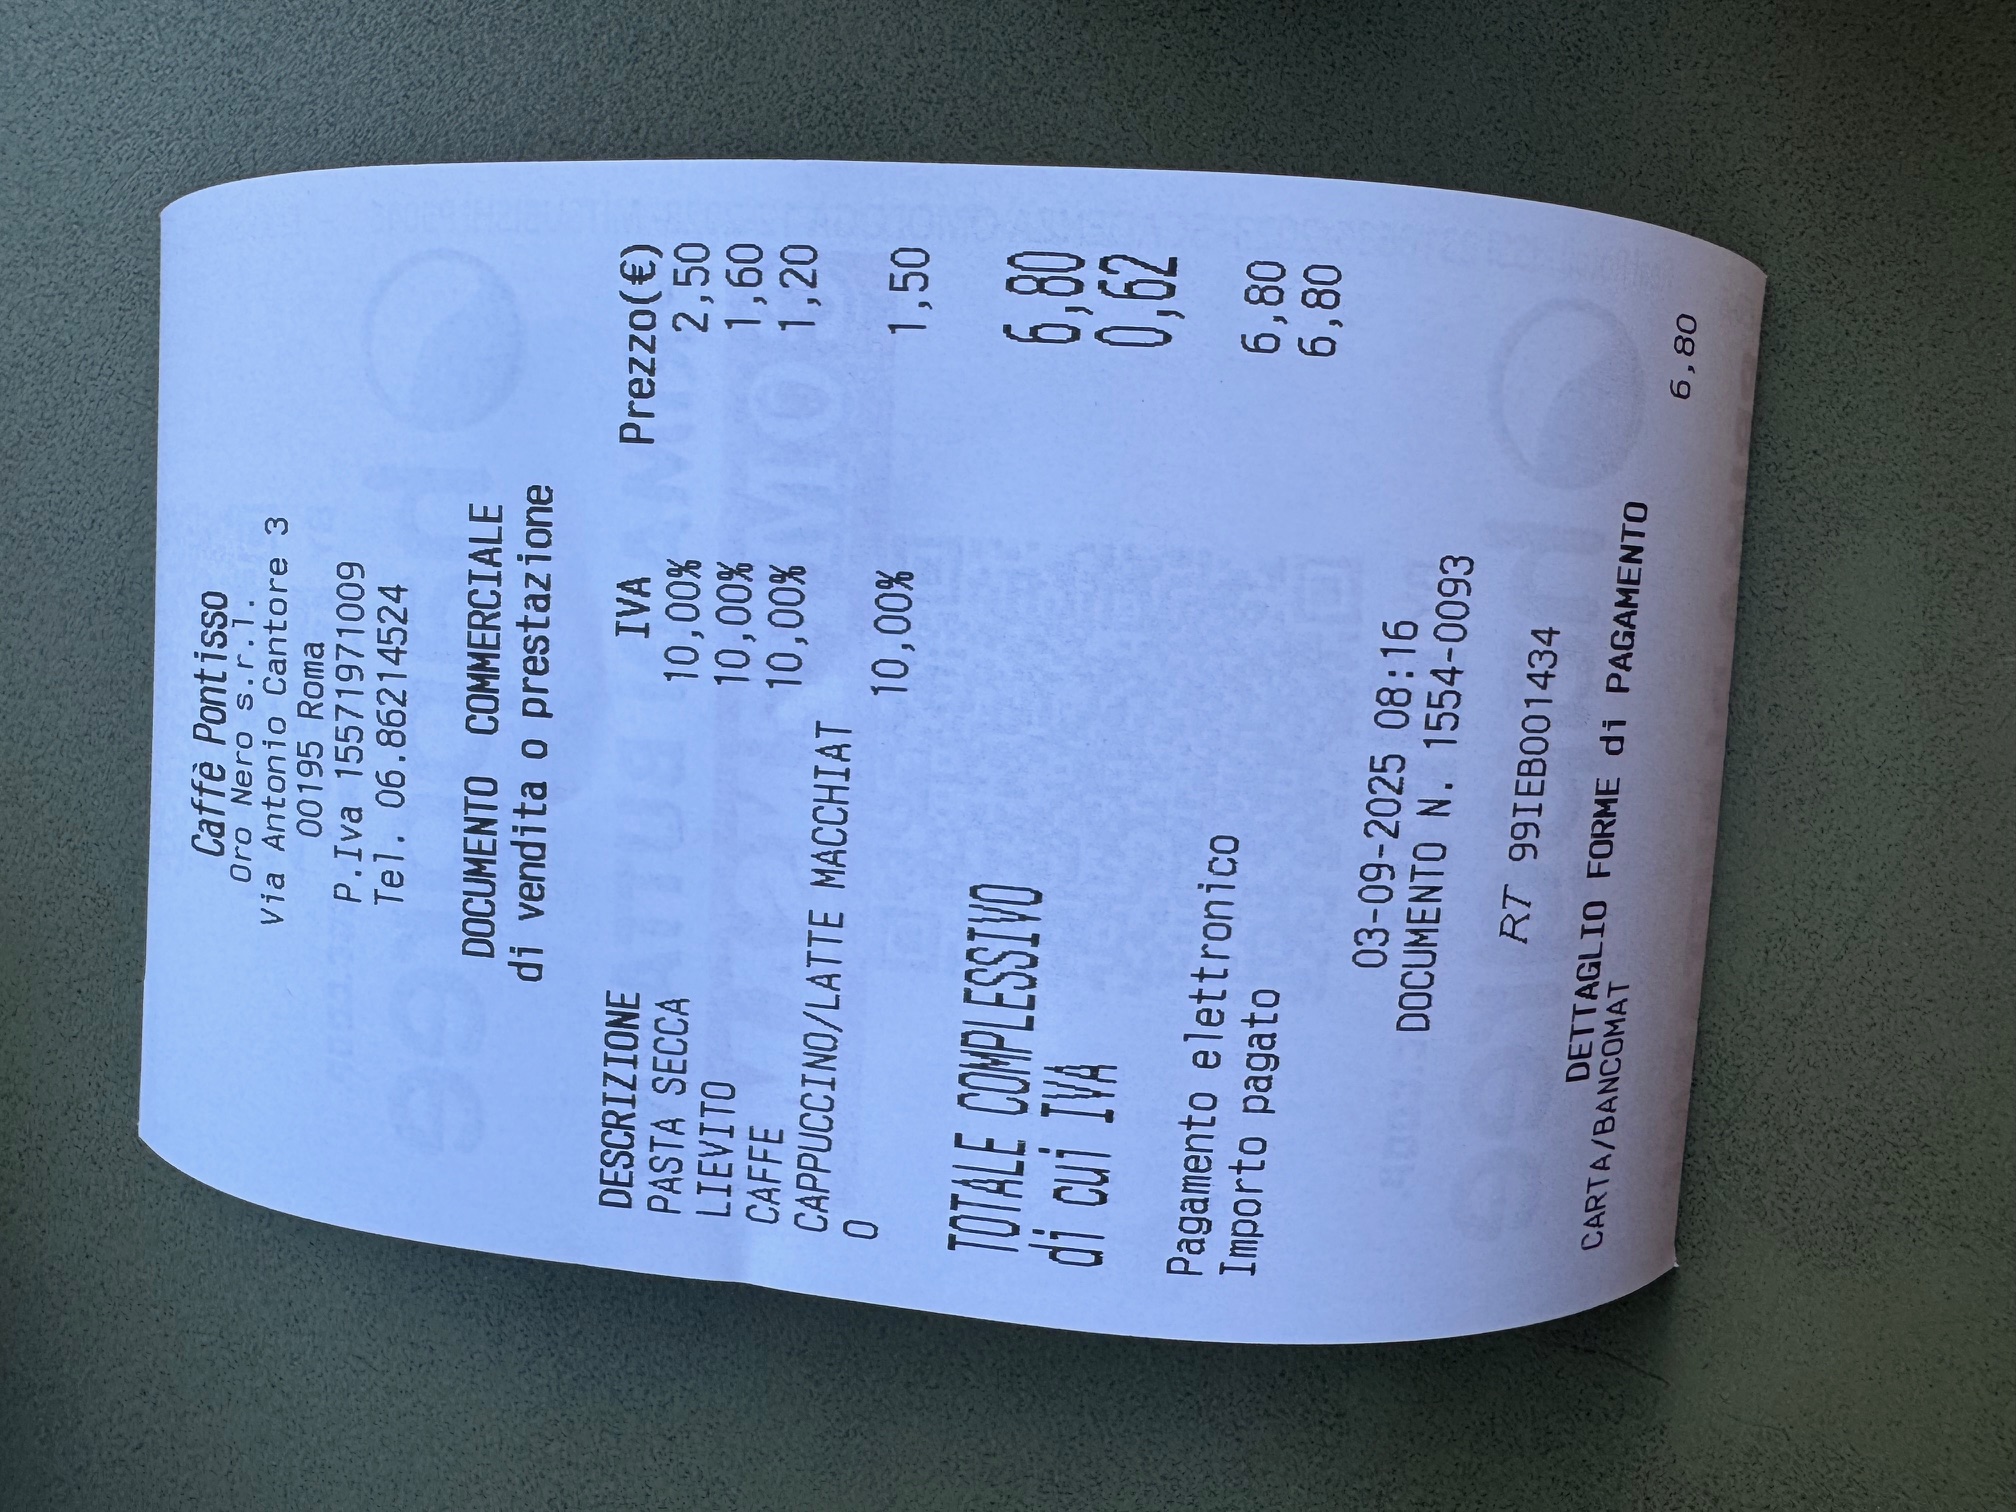 Caffè Pontisso
Oro Nero s.r.l.
Via Antonio Cantore 3
00195 Roma
P.Iva 15571971009
Tel. 06.86214524
DOCUMENTO COMMERCIALE
di vendita o prestazione
DESCRIZIONE IVA Prezzo(€)
PASTA SECCA 10,00% 2,50
LIEVITO 10,00% 1,60
CAFFE 10,00% 1,20
CAPPUCCINO/LATTE MACCHIAT
O 10,00% 1,50
TOTALE COMPLESSIVO 6,80
di cui IVA 0,62
Pagamento elettronico 6,80
Importo pagato 6,80
03-09-2025 08:16
DOCUMENTO N. 1554-0093
RT 99IEB001434
DETTAGLIO FORME di PAGAMENTO
CARTA/BANCOMAT 6,80